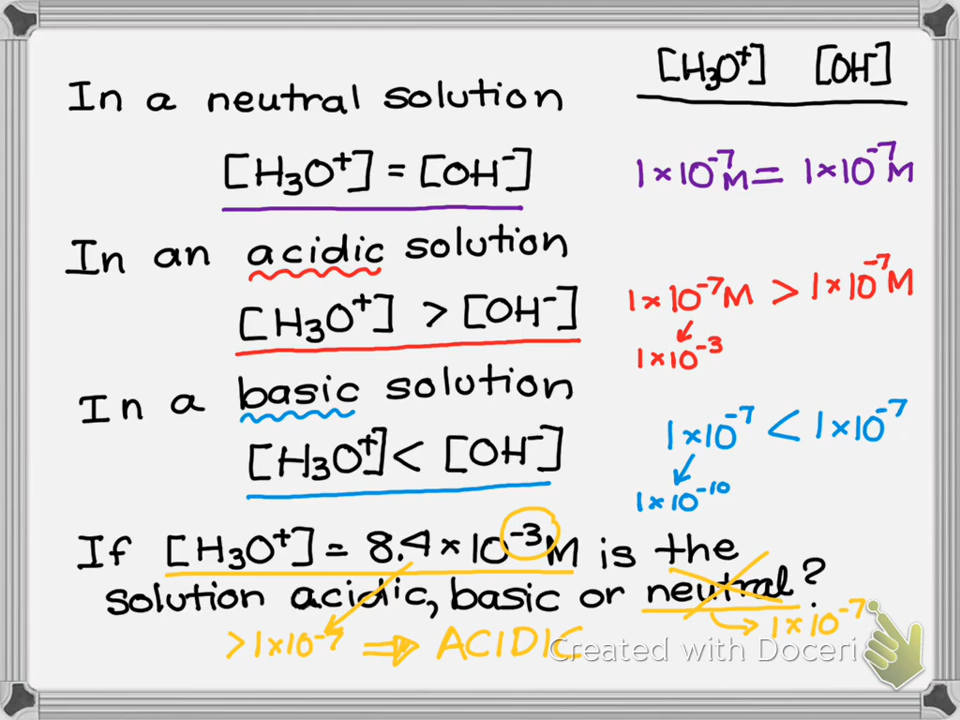 [H₃O⁺] [OH⁻]
In a neutral solution
[H₃O⁺] = [OH⁻]
1×10⁻⁷M = 1×10⁻⁷M
In an acidic solution
[H₃O⁺] > [OH⁻]
1×10⁻⁷M > 1×10⁻⁷M
1×10⁻³
In a basic solution
[H₃O⁺] < [OH⁻]
1×10⁻⁷ < 1×10⁻⁷
1×10⁻¹⁰
If [H₃O⁺] = 8.4×10⁻³M is the
solution acidic, basic or neutral?
>1×10⁻⁷ ⇒ ACIDIC
1×10⁻⁷
Created with Doceri